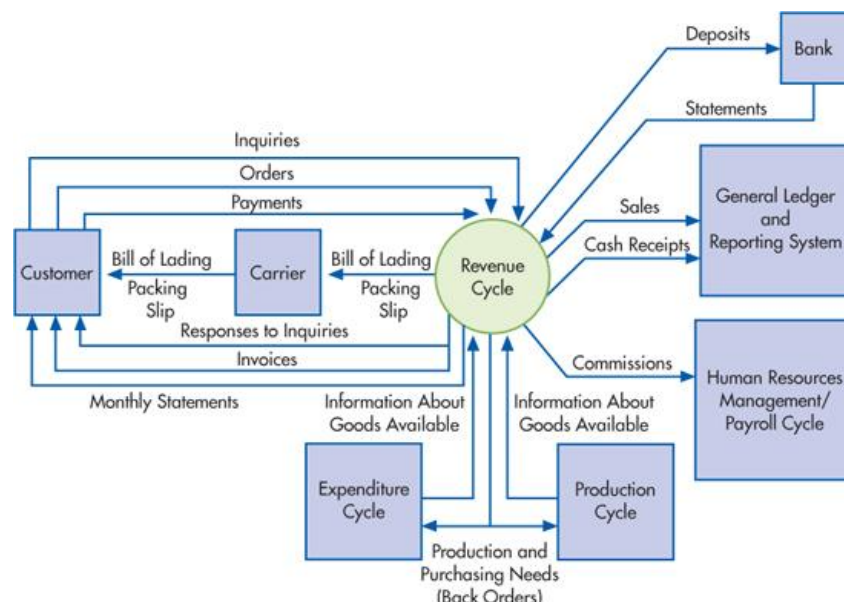 Deposits
Bank
Statements
Inquiries
Orders
Payments
Sales
Cash Receipts
General Ledger
and
Reporting System
Customer
Bill of Lading
Packing
Slip
Carrier
Bill of Lading
Packing
Slip
Revenue
Cycle
Responses to Inquiries
Invoices
Monthly Statements
Commissions
Human Resources
Management/
Payroll Cycle
Information About
Goods Available
Information About
Goods Available
Expenditure
Cycle
Production
Cycle
Production and
Purchasing Needs
(Back Orders)